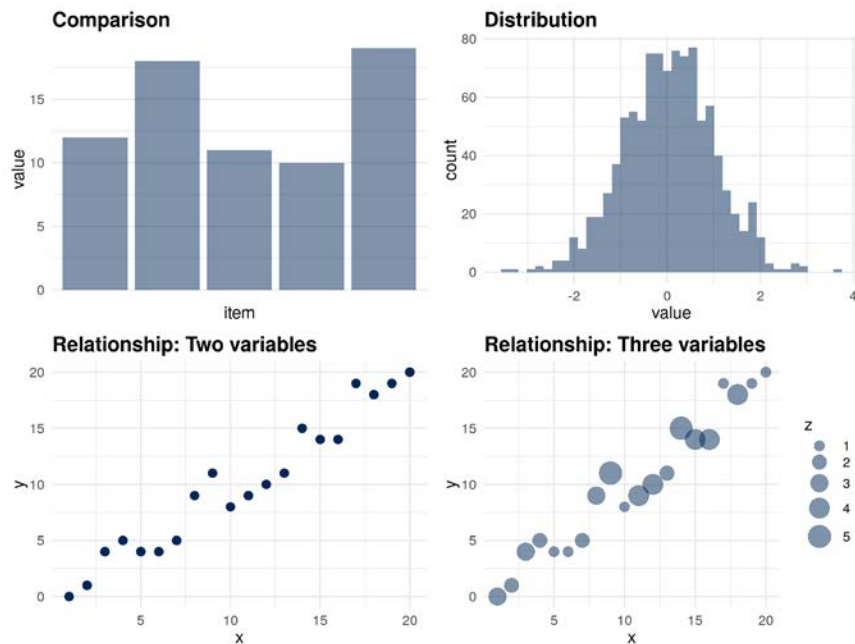 Comparison
15
10
5
0
value
item
Distribution
80
60
40
20
0
count
-2
0
2
4
value
Relationship: Two variables
20
15
10
5
0
y
5
10
15
20
x
Relationship: Three variables
20
15
10
5
0
y
5
10
15
20
x
z
1
2
3
4
5